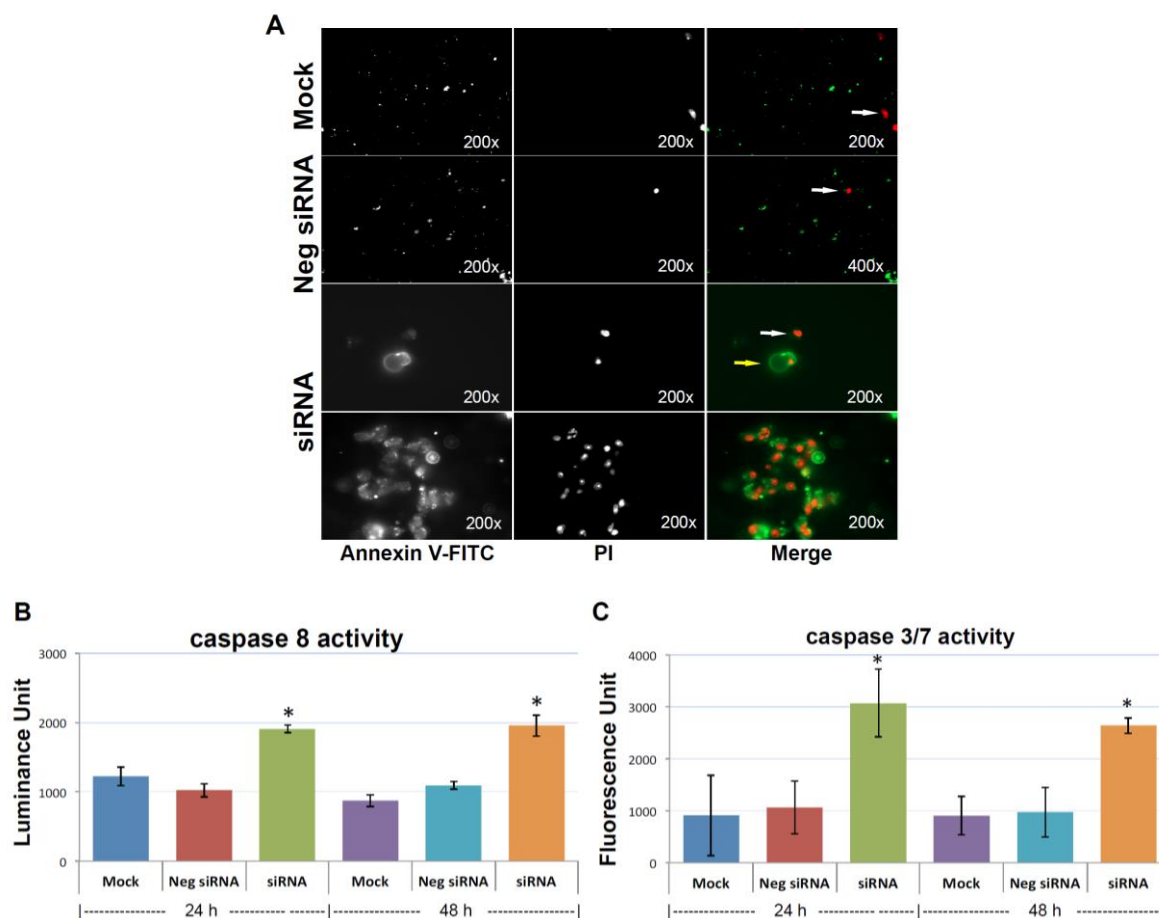 A
Mock
200x
200x
200x
Neg siRNA
200x
200x
400x
siRNA
200x
200x
200x
200x
200x
200x
Annexin V-FITC PI Merge
B
caspase 8 activity
Luminance Unit
3000
2000
1000
0
*
*
Mock Neg siRNA siRNA Mock Neg siRNA siRNA
24 h 48 h
C
caspase 3/7 activity
Fluorescence Unit
4000
3000
2000
1000
0
*
*
Mock Neg siRNA siRNA Mock Neg siRNA siRNA
24 h 48 h